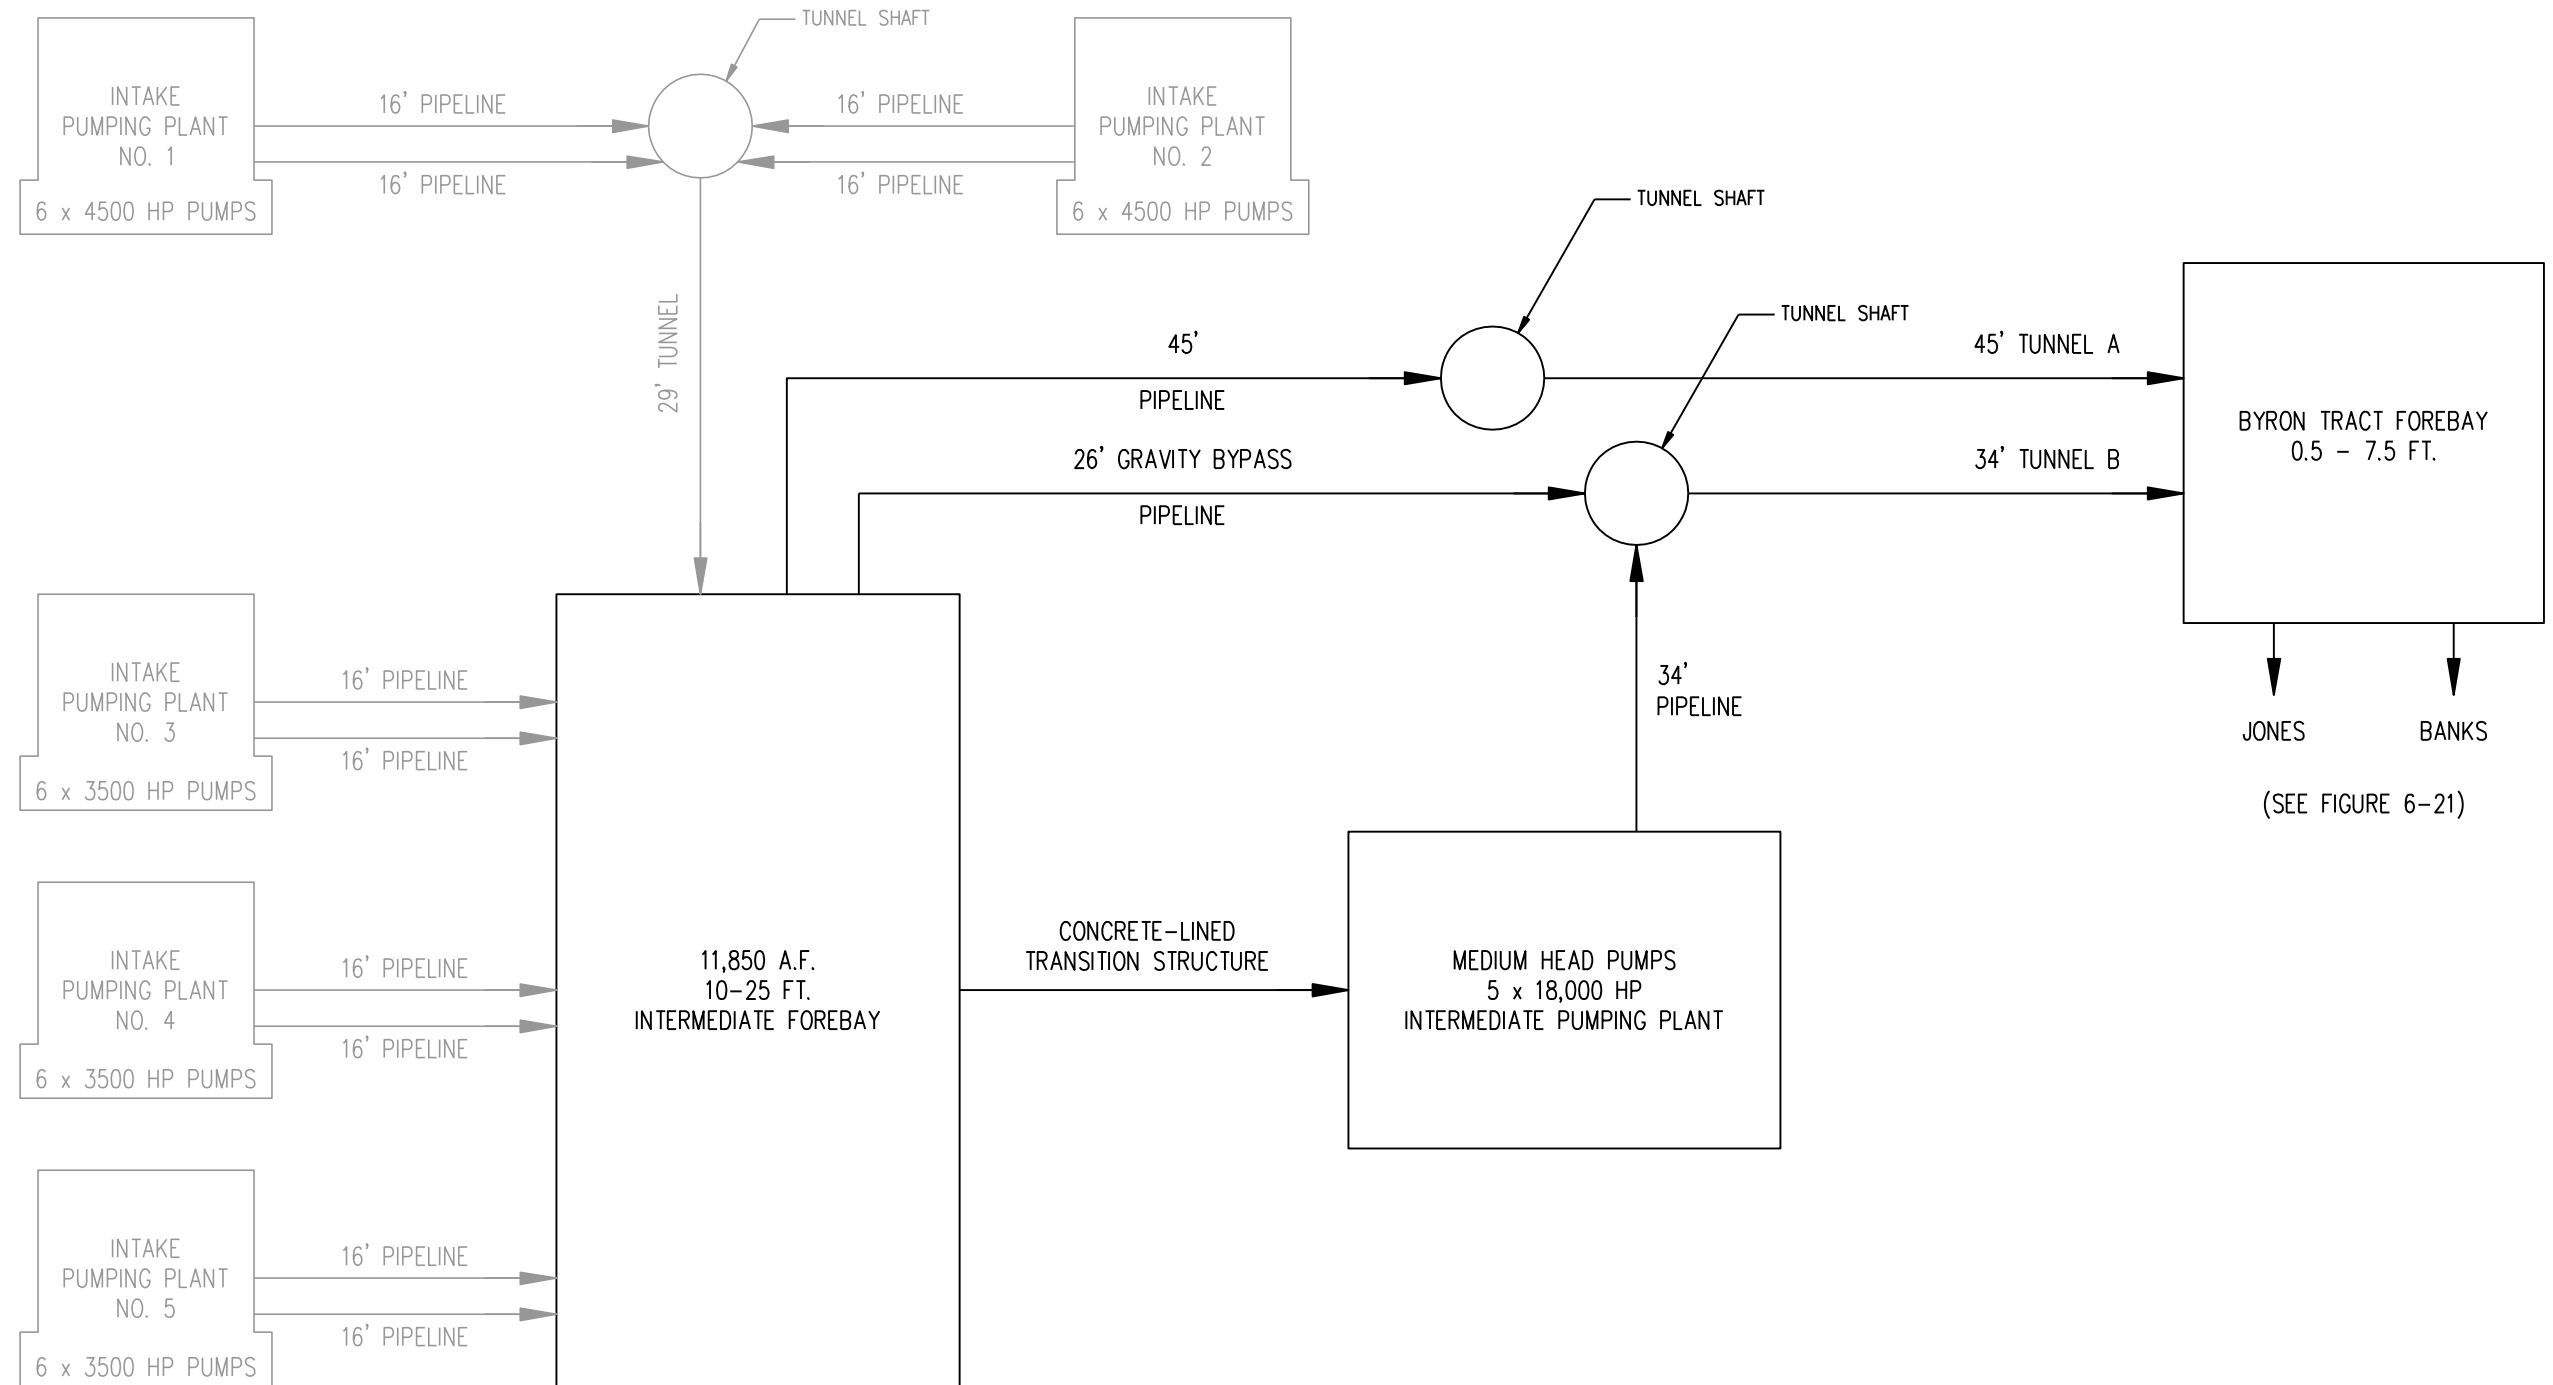 TUNNEL SHAFT
INTAKE
PUMPING PLANT
NO. 1
6 x 4500 HP PUMPS
16' PIPELINE
16' PIPELINE
16' PIPELINE
16' PIPELINE
INTAKE
PUMPING PLANT
NO. 2
6 x 4500 HP PUMPS
29' TUNNEL
TUNNEL SHAFT
TUNNEL SHAFT
45'
PIPELINE
45' TUNNEL A
26' GRAVITY BYPASS
PIPELINE
34' TUNNEL B
BYRON TRACT FOREBAY
0.5 - 7.5 FT.
34'
PIPELINE
JONES
BANKS
(SEE FIGURE 6-21)
INTAKE
PUMPING PLANT
NO. 3
6 x 3500 HP PUMPS
16' PIPELINE
16' PIPELINE
INTAKE
PUMPING PLANT
NO. 4
6 x 3500 HP PUMPS
16' PIPELINE
16' PIPELINE
11,850 A.F.
10-25 FT.
INTERMEDIATE FOREBAY
CONCRETE-LINED
TRANSITION STRUCTURE
MEDIUM HEAD PUMPS
5 x 18,000 HP
INTERMEDIATE PUMPING PLANT
INTAKE
PUMPING PLANT
NO. 5
6 x 3500 HP PUMPS
16' PIPELINE
16' PIPELINE